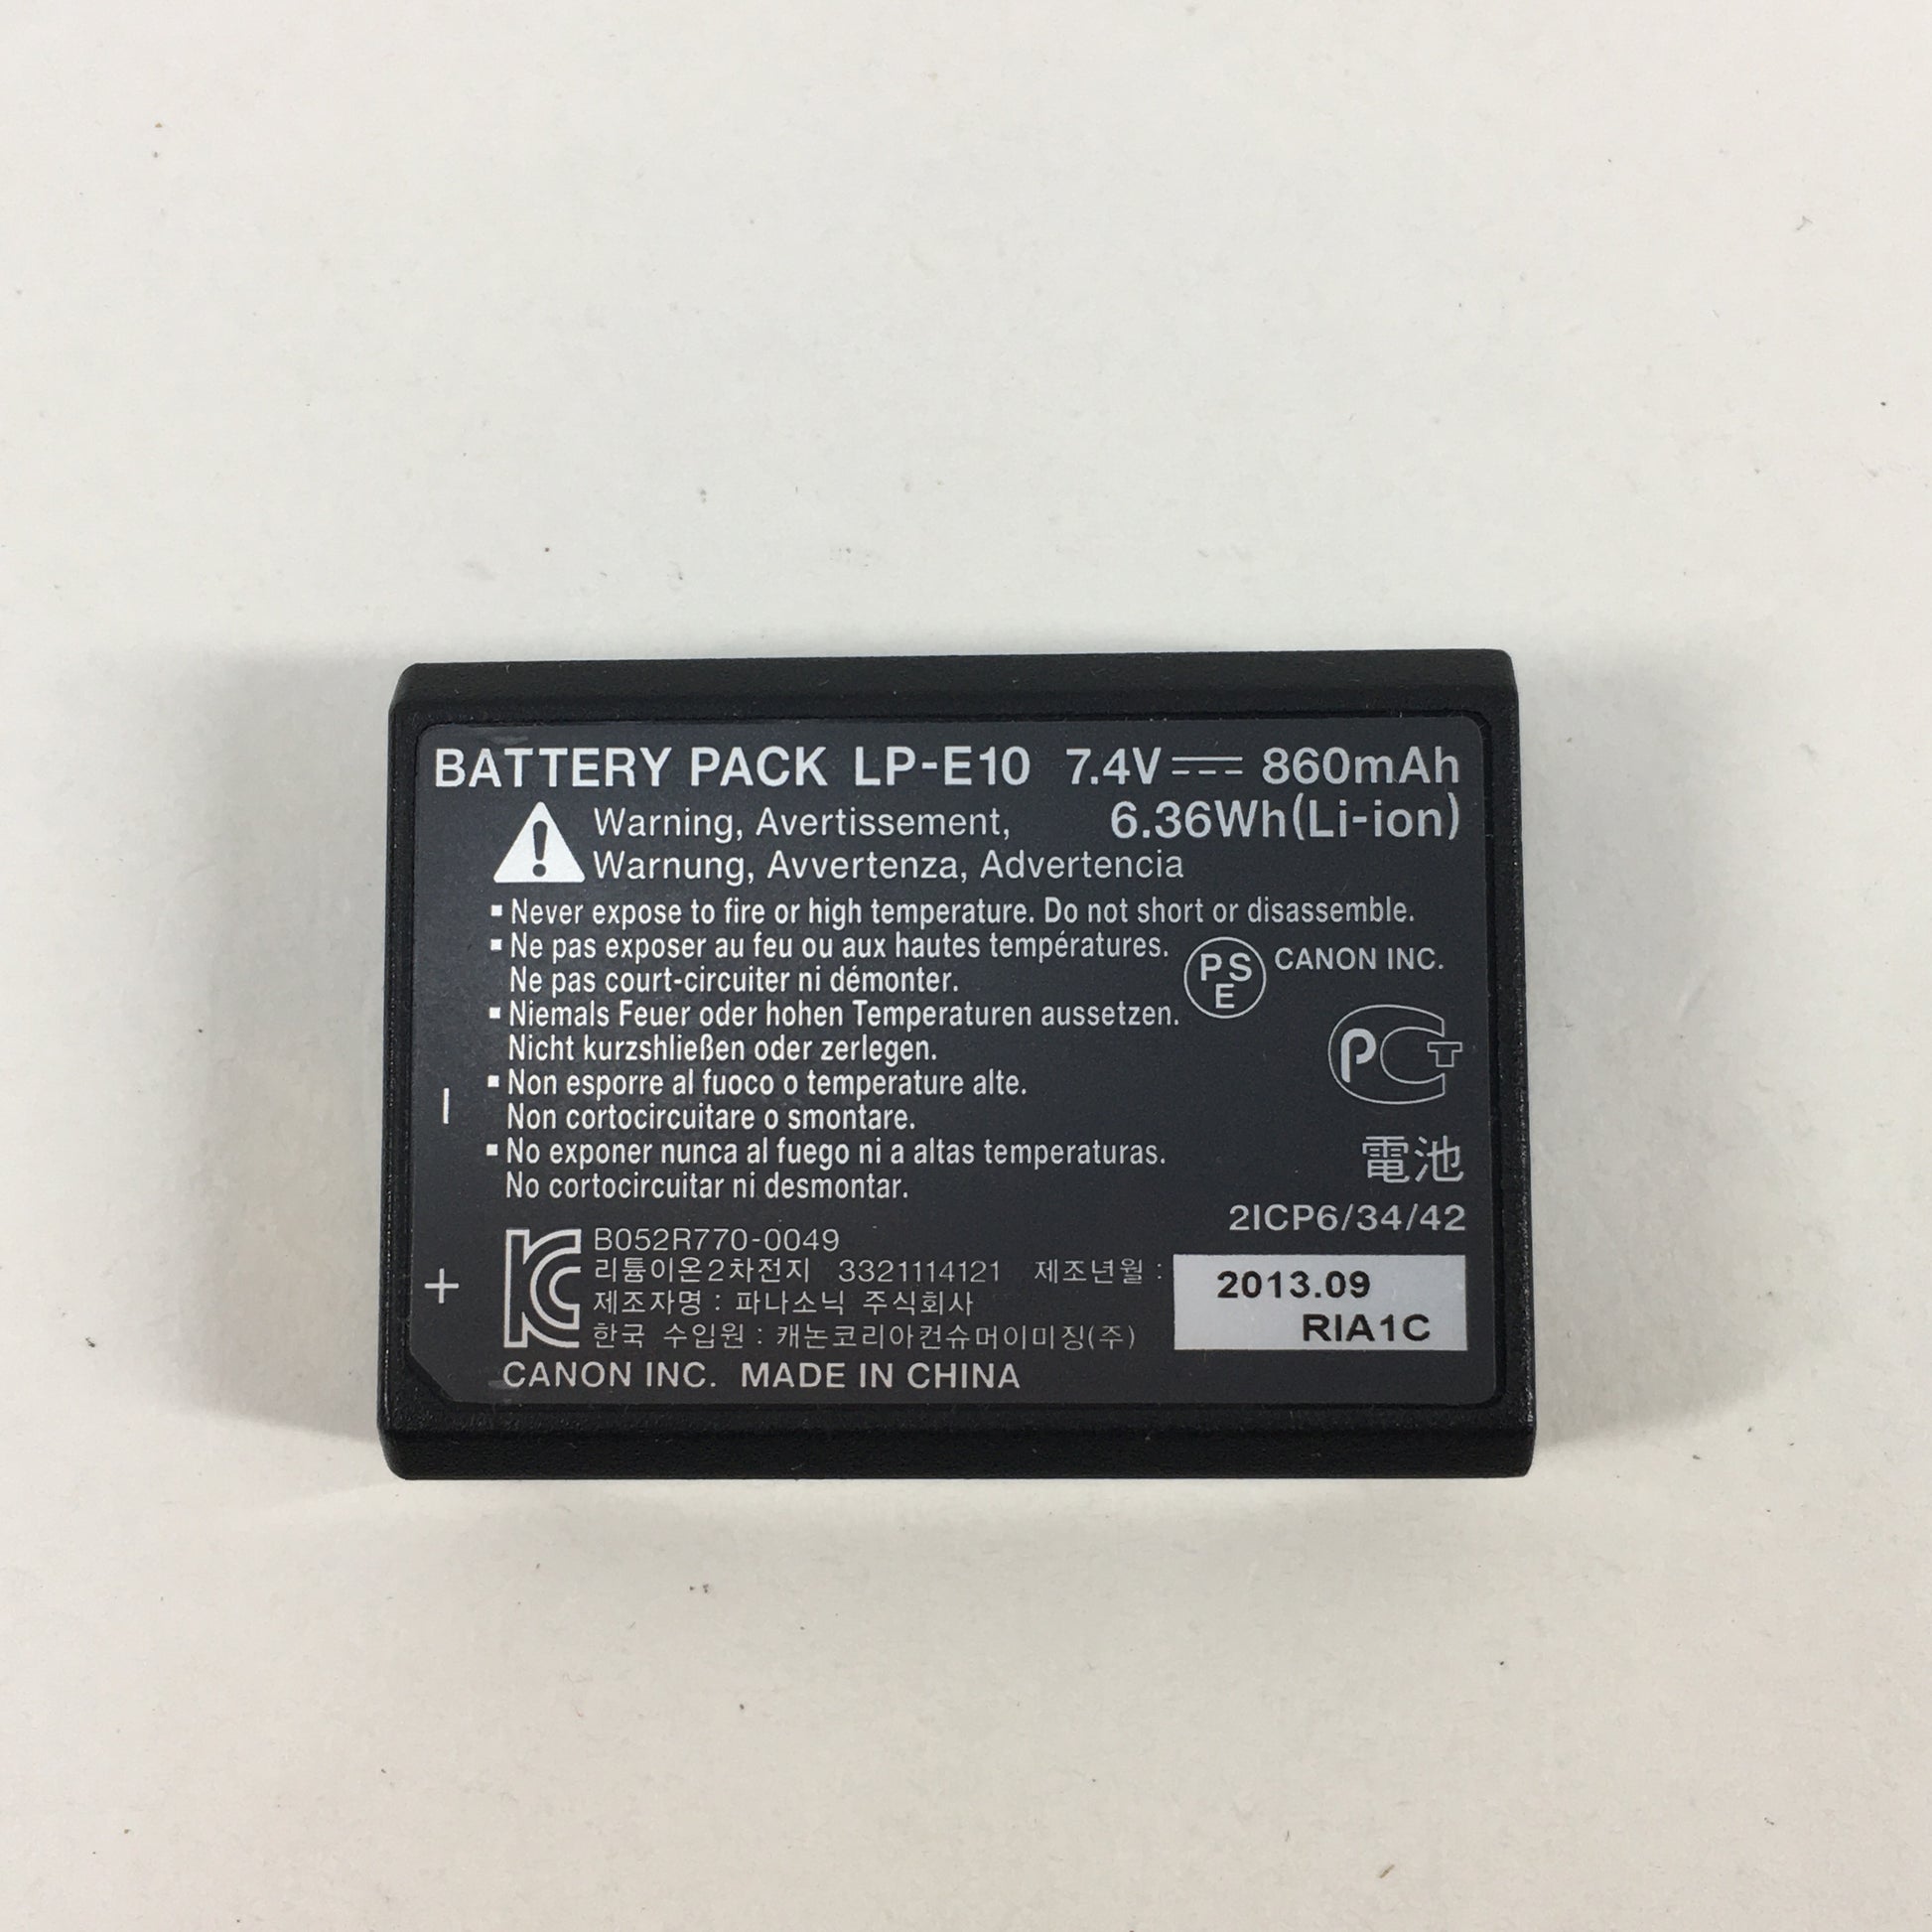 BATTERY PACK LP-E10 7.4V⎓860mAh
Warning, Avertissement, 6.36Wh(Li-ion)
Warnung, Avvertenza, Advertencia
▪ Never expose to fire or high temperature. Do not short or disassemble.
▪ Ne pas exposer au feu ou aux hautes températures.
Ne pas court-circuiter ni démonter.
PSE CANON INC.
▪ Niemals Feuer oder hohen Temperaturen aussetzen.
Nicht kurzshließen oder zerlegen.
PCT
▪ Non esporre al fuoco o temperature alte.
Non cortocircuitare o smontare.
▪ No exponer nunca al fuego ni a altas temperaturas.
No cortocircuitar ni desmontar.
電池
2ICP6/34/42
−
+
KC B052R770-0049
리튬이온2차전지 3321114121 제조년월 : 2013.09
제조자명 : 파나소닉 주식회사
RIA1C
한국 수입원 : 캐논코리아컨슈머이미징(주)
CANON INC. MADE IN CHINA